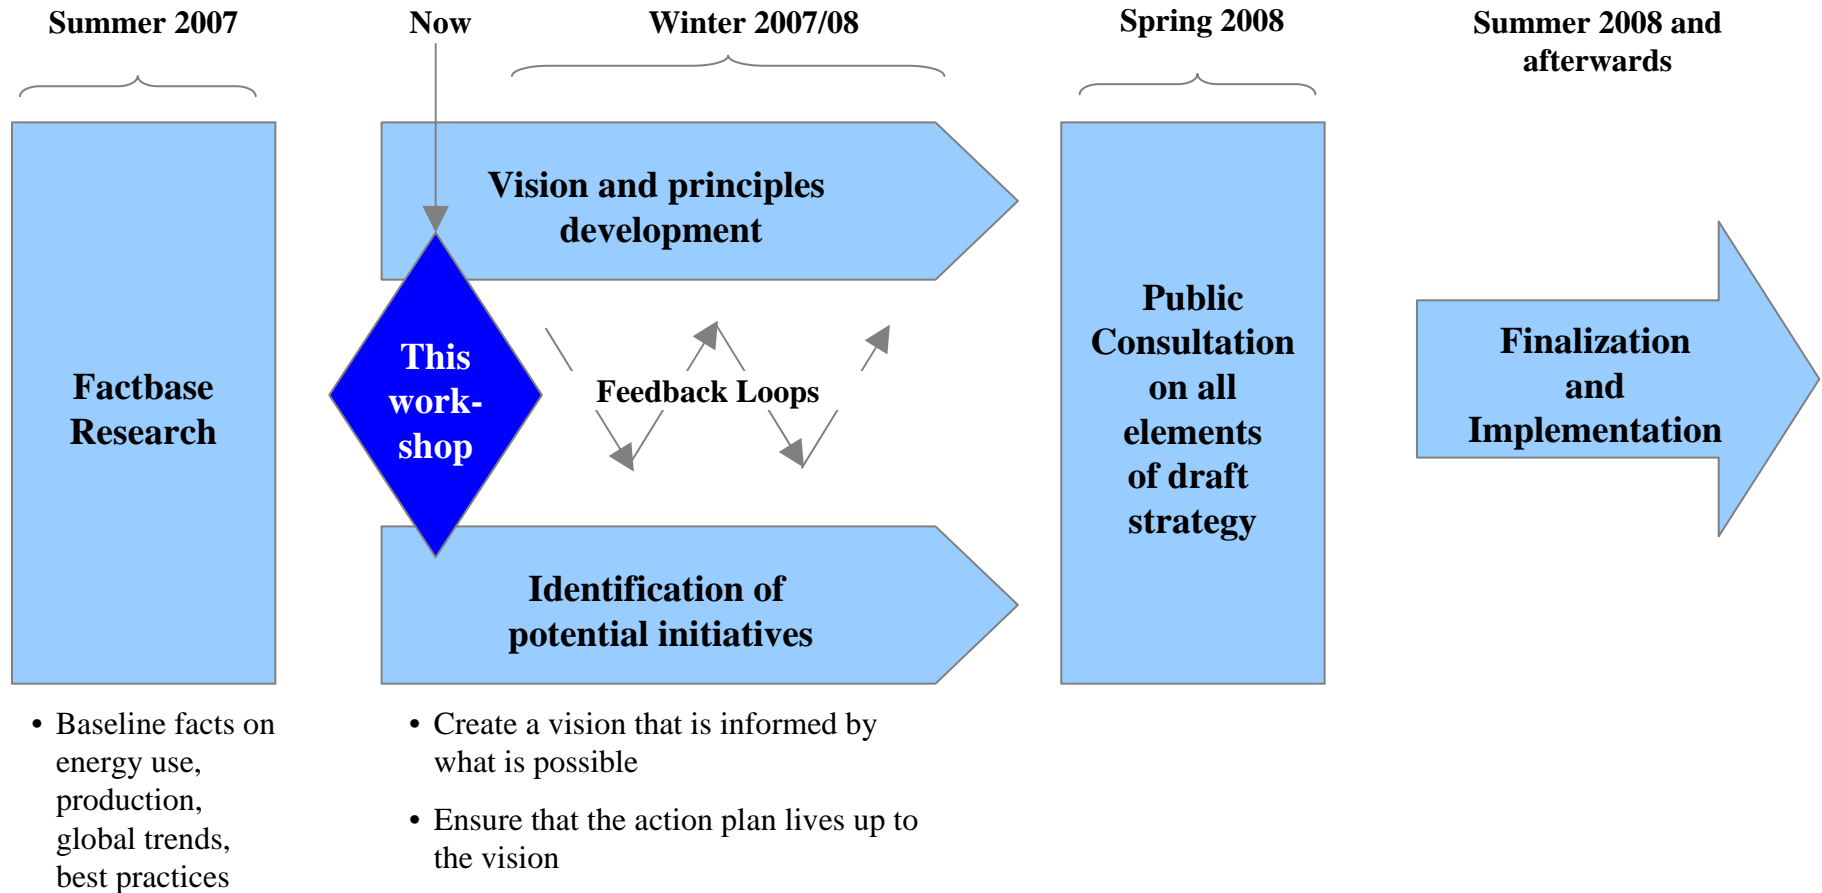 Summer 2007
Now
Winter 2007/08
Spring 2008
Summer 2008 and
afterwards
Factbase
Research
Vision and principles
development
This
work-
shop
Feedback Loops
Identification of
potential initiatives
Public
Consultation
on all
elements
of draft
strategy
Finalization
and
Implementation
• Baseline facts on
energy use,
production,
global trends,
best practices
• Create a vision that is informed by
what is possible
• Ensure that the action plan lives up to
the vision